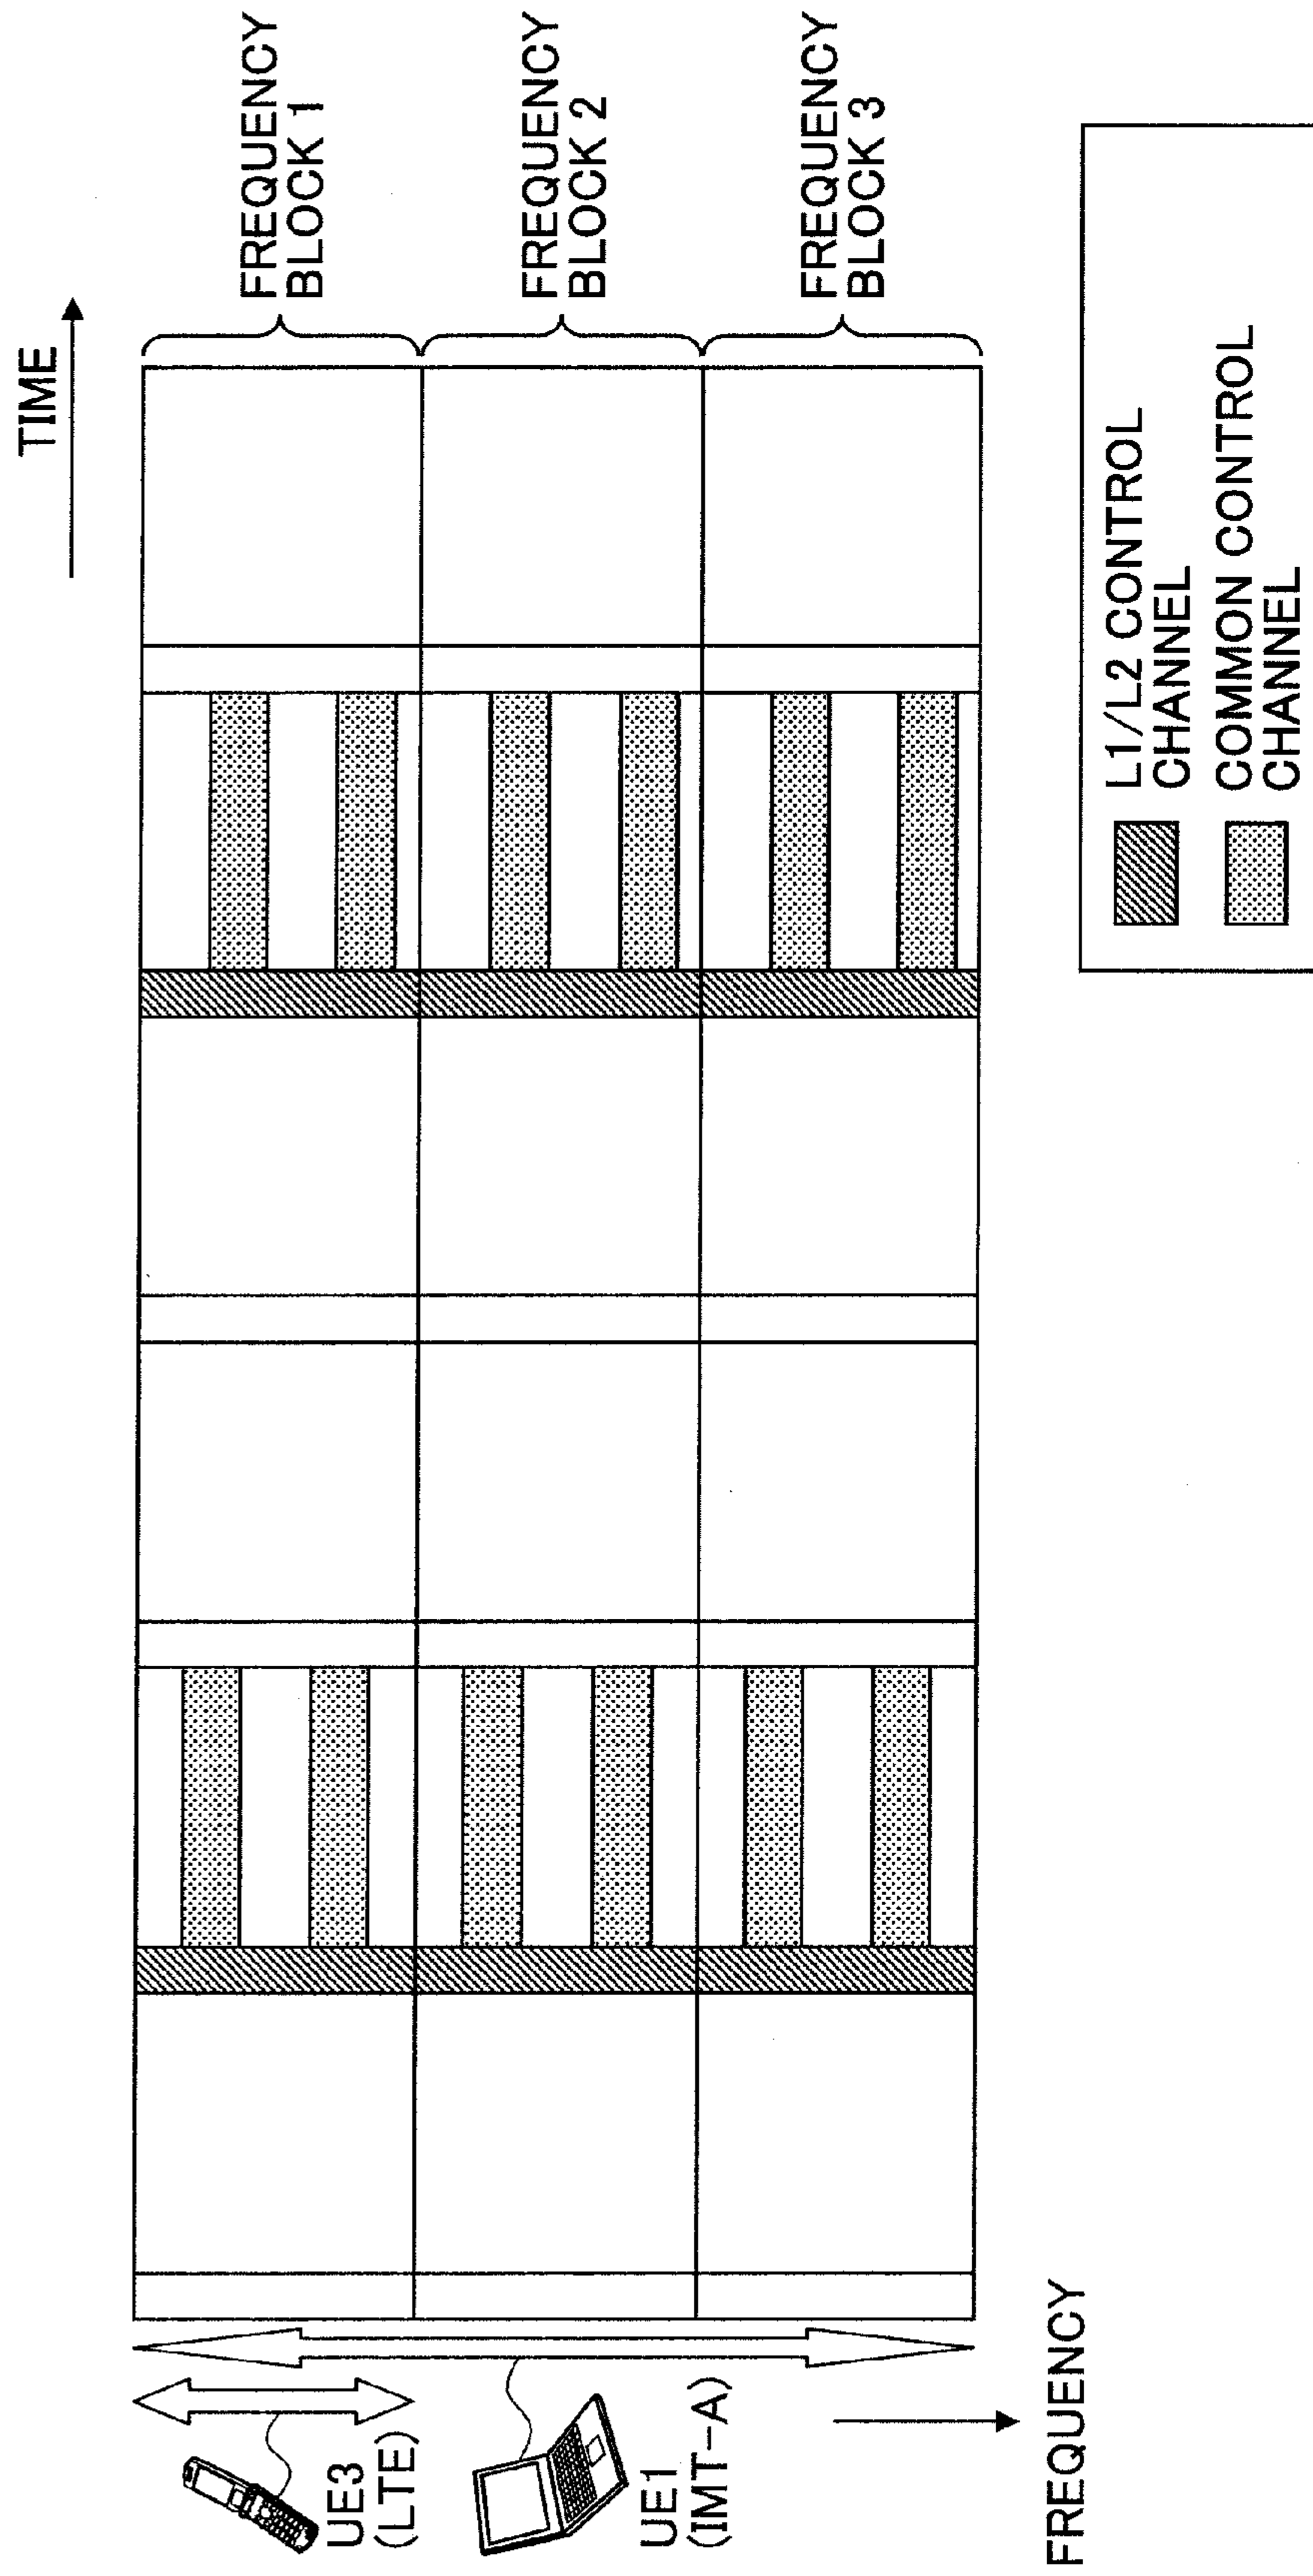 TIME
FREQUENCY
BLOCK 1
FREQUENCY
BLOCK 2
FREQUENCY
BLOCK 3
UE3
(LTE)
UE1
(IMT-A)
FREQUENCY
L1/L2 CONTROL
CHANNEL
COMMON CONTROL
CHANNEL